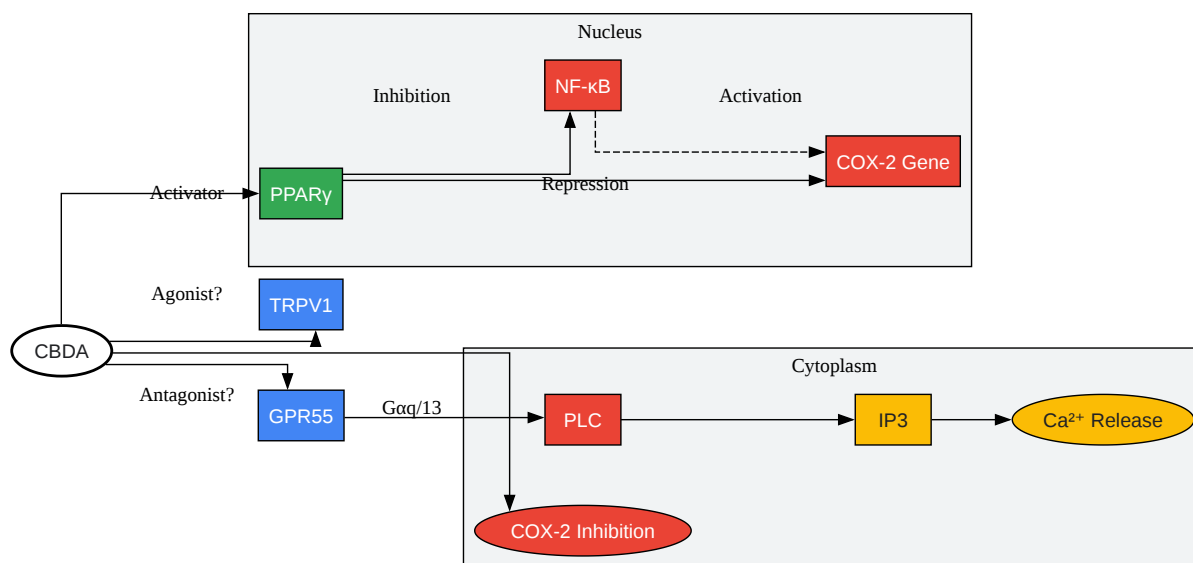 Nucleus
NF-κB
Inhibition
Activation
COX-2 Gene
Activator
PPARγ
Repression
Agonist?
TRPV1
CBDA
Cytoplasm
Antagonist?
GPR55
Gαq/13
PLC
IP3
Ca²⁺ Release
COX-2 Inhibition